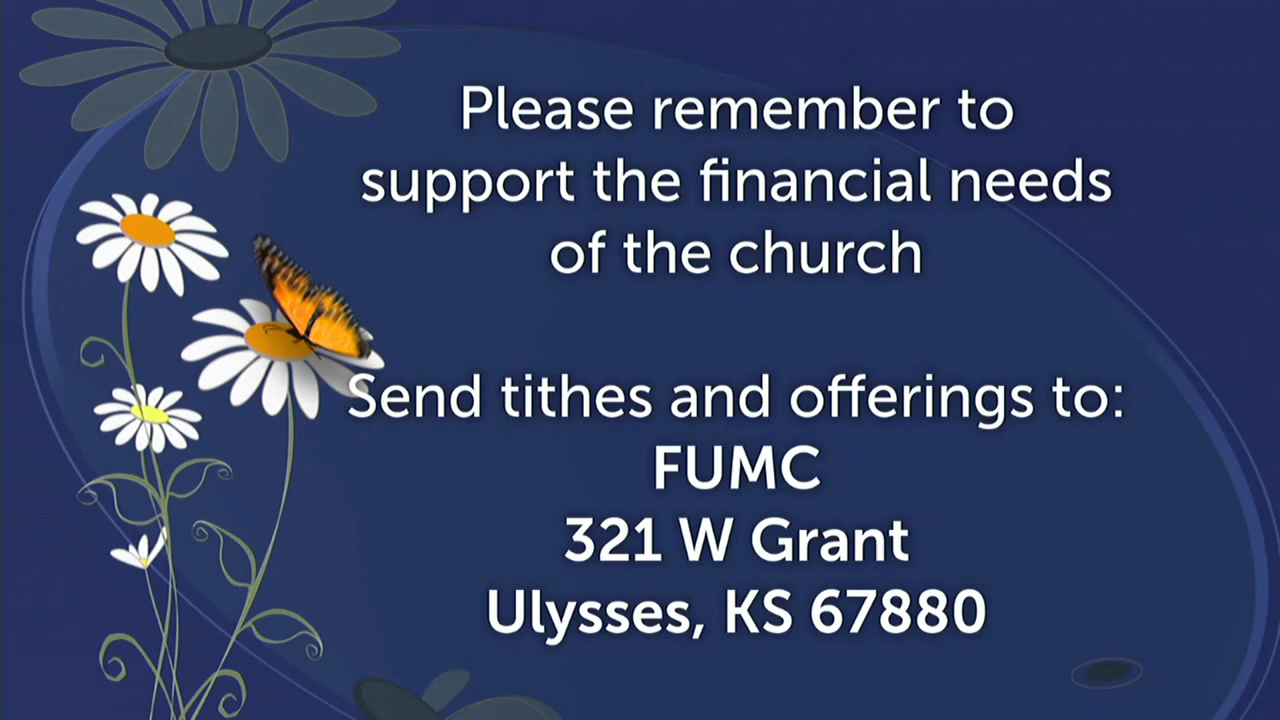 Please remember to
support the financial needs
of the church
Send tithes and offerings to:
FUMC
321 W Grant
Ulysses, KS 67880